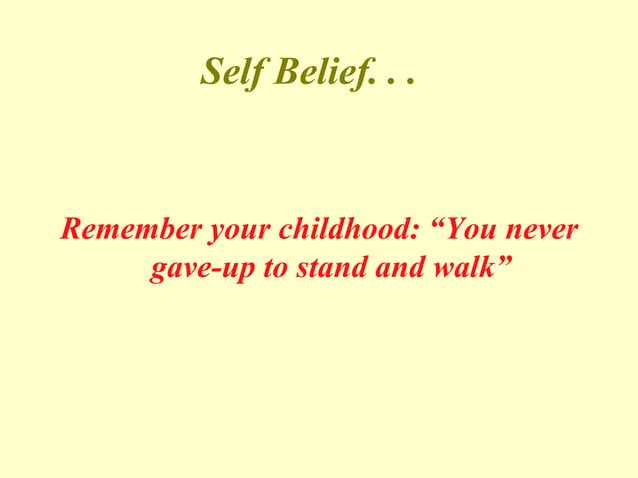 Self Belief. . .
Remember your childhood: “You never
gave-up to stand and walk”